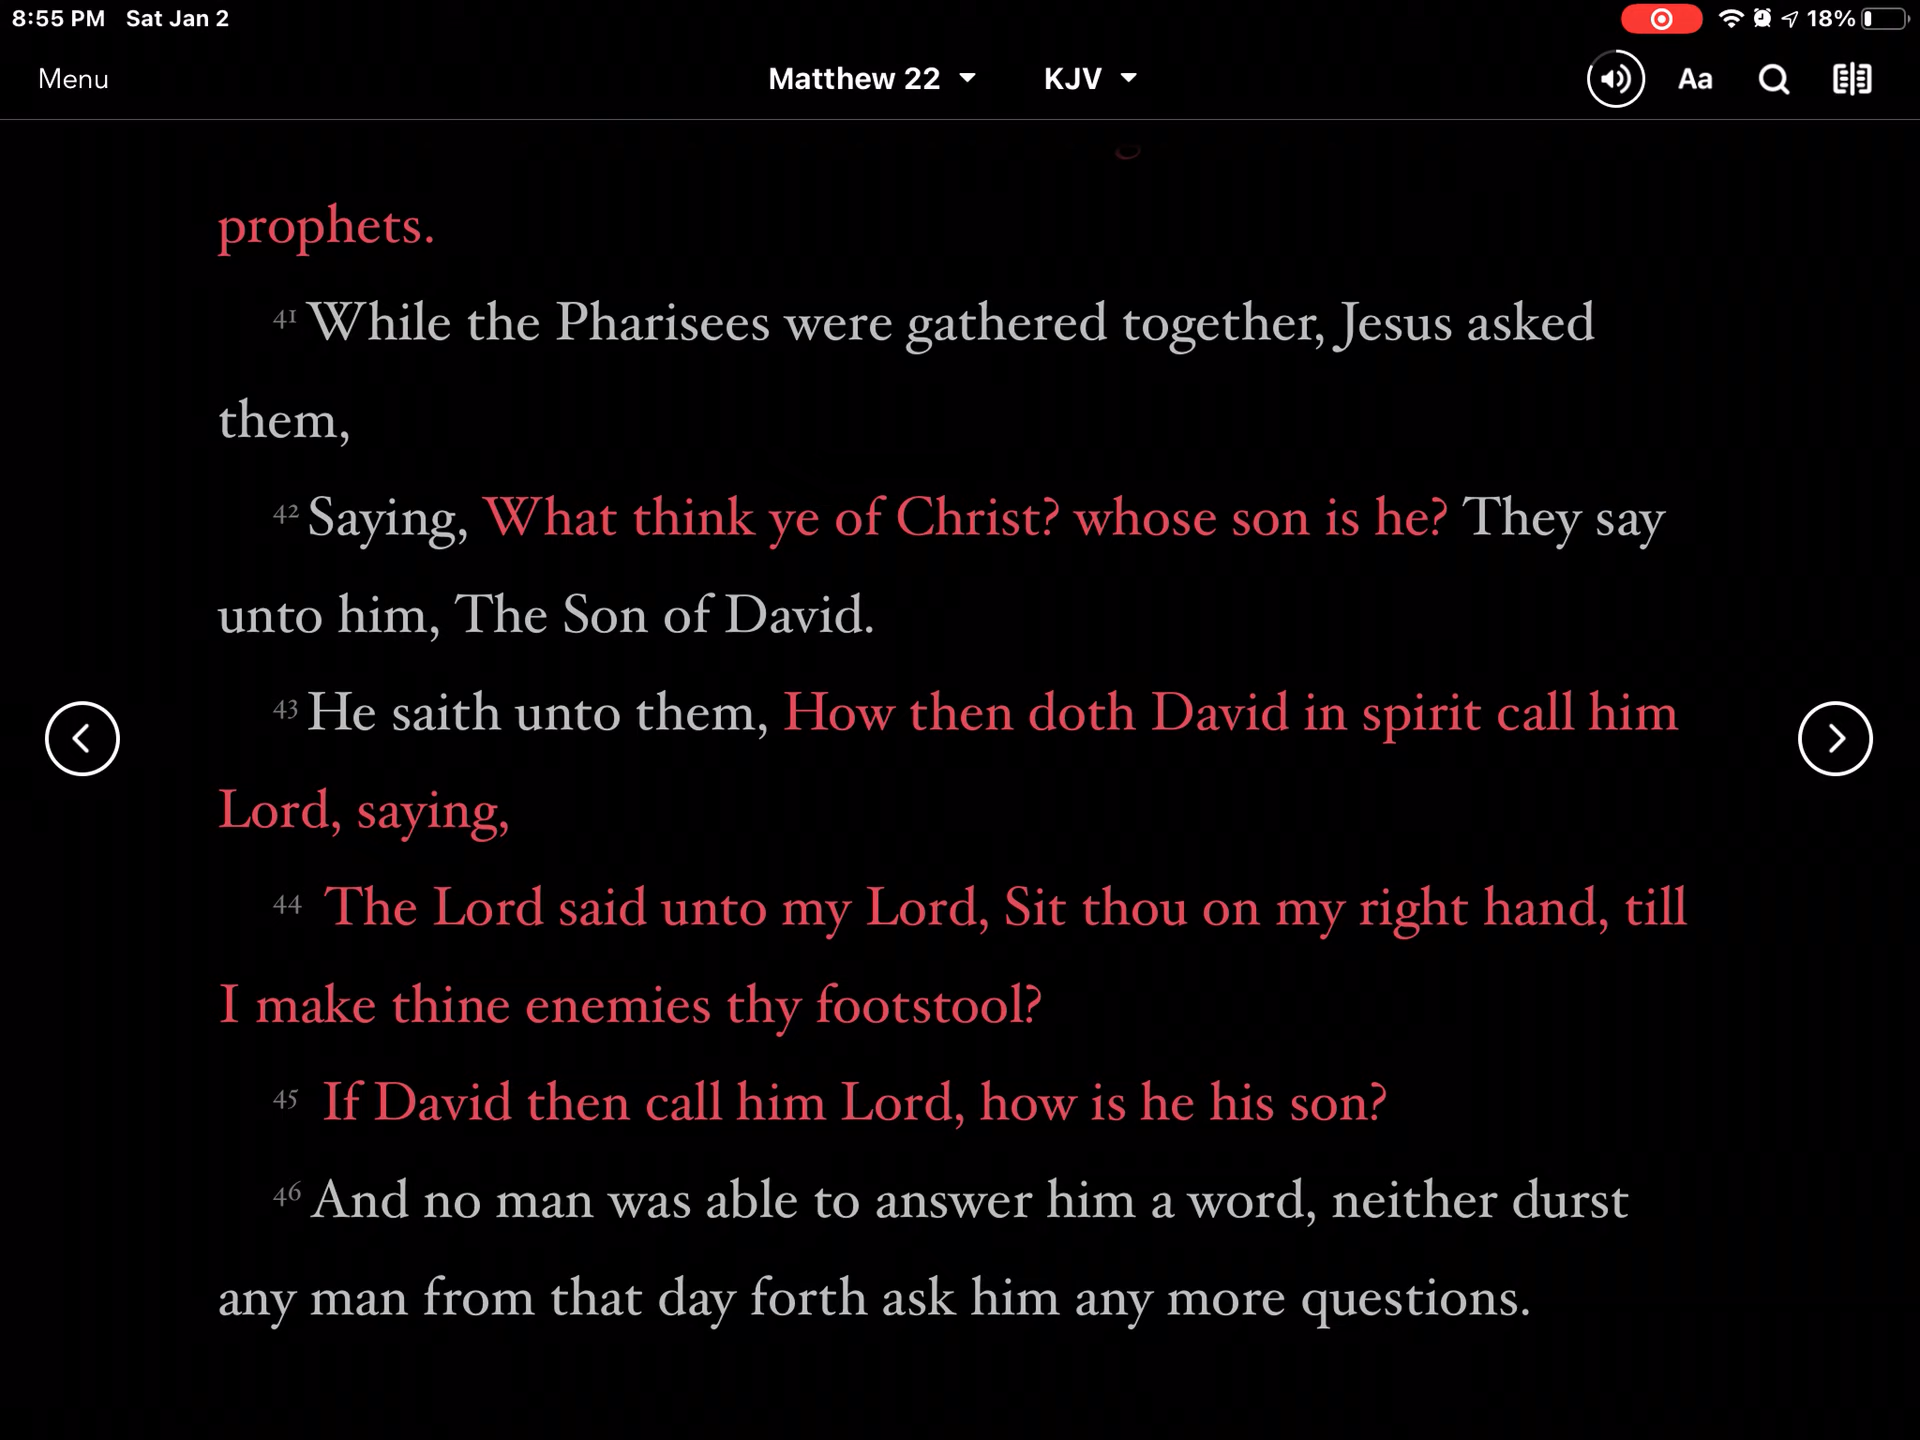 8:55 PM Sat Jan 2 18%
Menu Matthew 22 KJV Aa
prophets.
41 While the Pharisees were gathered together, Jesus asked
them,
42 Saying, What think ye of Christ? whose son is he? They say
unto him, The Son of David.
43 He saith unto them, How then doth David in spirit call him
Lord, saying,
44 The Lord said unto my Lord, Sit thou on my right hand, till
I make thine enemies thy footstool?
45 If David then call him Lord, how is he his son?
46 And no man was able to answer him a word, neither durst
any man from that day forth ask him any more questions.